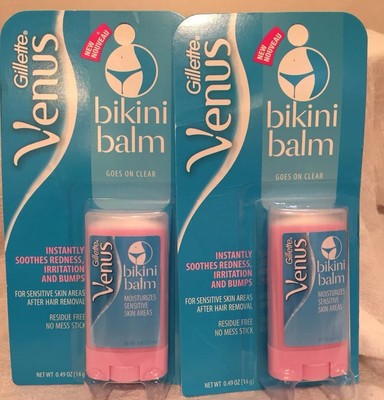 Gillette®
Venus
NEW
NOUVEAU
bikini
balm
GOES ON CLEAR
INSTANTLY
SOOTHES REDNESS,
IRRITATION
AND BUMPS
FOR SENSITIVE SKIN AREAS
AFTER HAIR REMOVAL
RESIDUE FREE
NO MESS STICK
NET WT 0.49 OZ (14 g)
Gillette
Venus
bikini
balm
MOISTURIZES
SENSITIVE
SKIN AREAS
Gillette®
Venus
NEW
NOUVEAU
bikini
balm
GOES ON CLEAR
INSTANTLY
SOOTHES REDNESS,
IRRITATION
AND BUMPS
FOR SENSITIVE SKIN AREAS
AFTER HAIR REMOVAL
RESIDUE FREE
NO MESS STICK
NET WT 0.49 OZ (14 g)
Gillette
Venus
bikini
balm
MOISTURIZES
SENSITIVE
SKIN AREAS